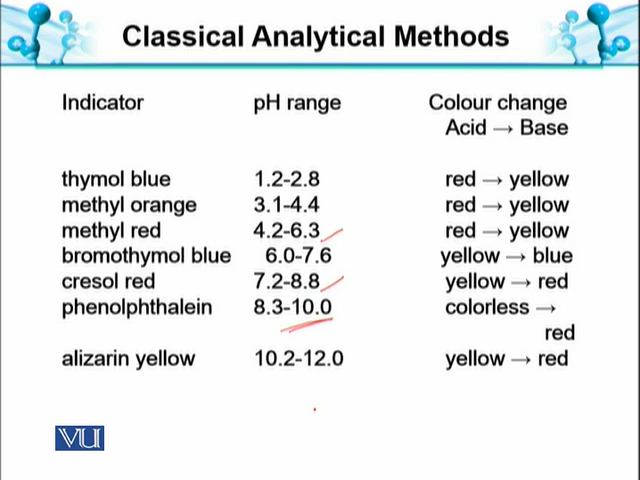 Classical Analytical Methods
Indicator pH range Colour change
Acid → Base
thymol blue 1.2-2.8 red → yellow
methyl orange 3.1-4.4 red → yellow
methyl red 4.2-6.3 red → yellow
bromothymol blue 6.0-7.6 yellow → blue
cresol red 7.2-8.8 yellow → red
phenolphthalein 8.3-10.0 colorless →
red
alizarin yellow 10.2-12.0 yellow → red
VU